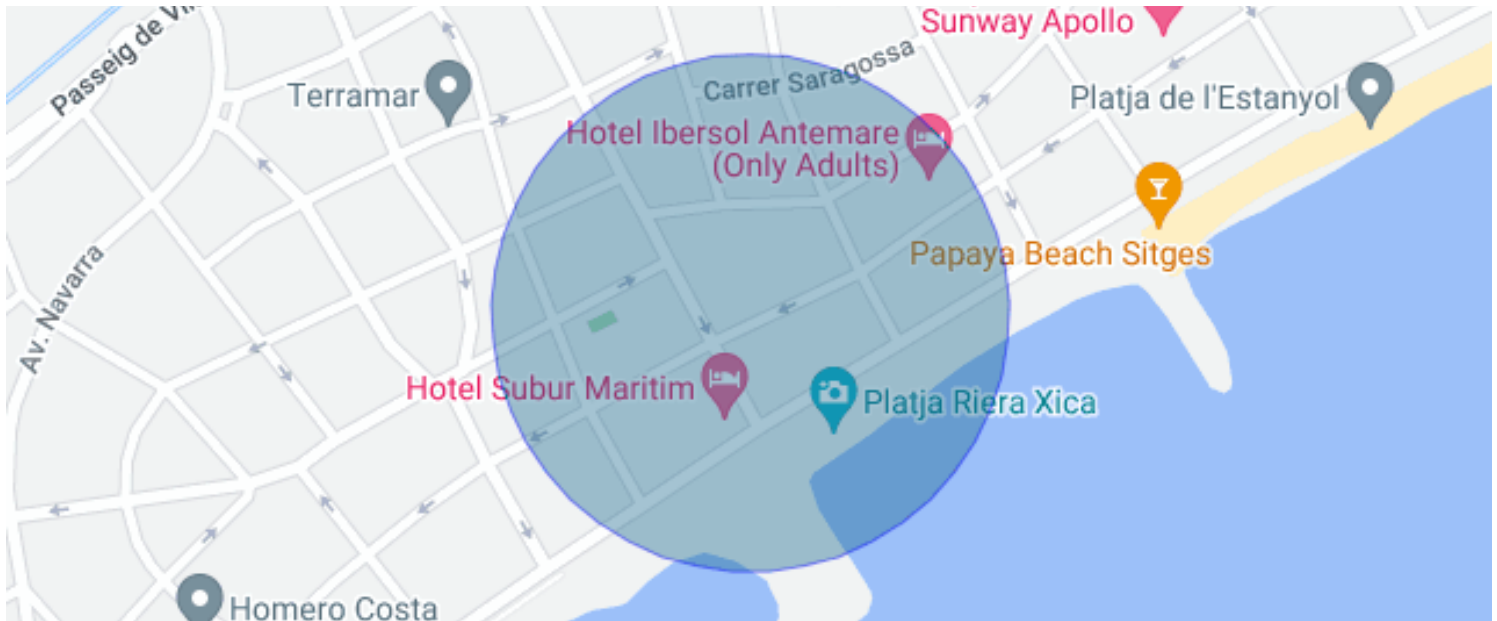 Passeig de Vil
Sunway Apollo
Carrer Saragossa
Terramar
Platja de l'Estanyol
Hotel Ibersol Antemare
(Only Adults)
Papaya Beach Sitges
Av. Navarra
Hotel Subur Maritim
Platja Riera Xica
Homero Costa